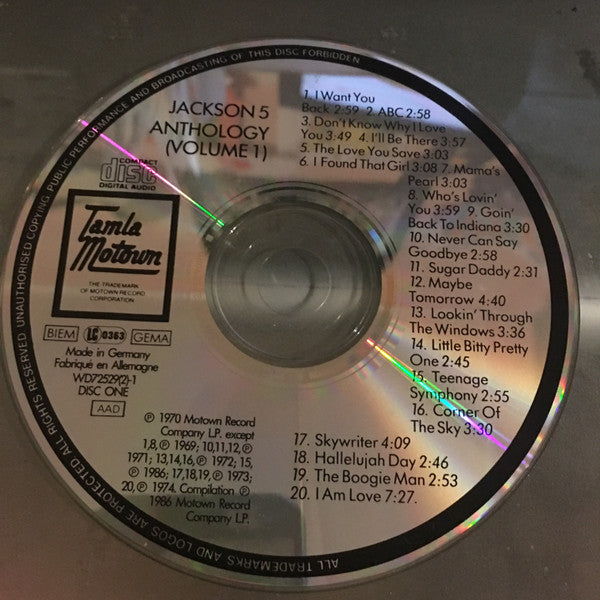 ALL RIGHTS RESERVED. UNAUTHORISED COPYING, PUBLIC PERFORMANCE AND BROADCASTING OF THIS DISC FORBIDDEN
JACKSON 5
ANTHOLOGY
(VOLUME 1)
COMPACT
disc
DIGITAL AUDIO
Tamla
Motown
THE TRADEMARK
OF MOTOWN RECORD
CORPORATION
BIEM LC 0363 GEMA
Made in Germany
Fabriqué en Allemagne
WD72529(2)-1
DISC ONE
AAD
℗ 1970 Motown Record
Company L.P. except
1,8, ℗ 1969; 10,11,12, ℗
1971; 13,14,16, ℗ 1972; 15,
℗ 1986; 17,18,19, ℗ 1973;
20, ℗ 1974. Compilation ℗
1986 Motown Record
Company L.P.
1. I Want You
Back 2:59 2. ABC 2:58
3. Don't Know Why I Love
You 3:49 4. I'll Be There 3:57
5. The Love You Save 3:03
6. I Found That Girl 3:08 7. Mama's
Pearl 3:03
8. Who's Lovin'
You 3:59 9. Goin'
Back To Indiana 3:30
10. Never Can Say
Goodbye 2:58
11. Sugar Daddy 2:31
12. Maybe
Tomorrow 4:40
13. Lookin' Through
The Windows 3:36
14. Little Bitty Pretty
One 2:45
15. Teenage
Symphony 2:55
16. Corner Of
The Sky 3:30
17. Skywriter 4:09
18. Hallelujah Day 2:46
19. The Boogie Man 2:53
20. I Am Love 7:27.
ALL TRADEMARKS AND LOGOS ARE PROTECTED